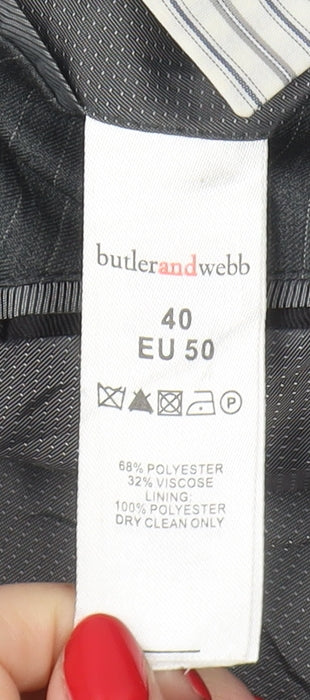 butlerandwebb
40
EU 50
P
68% POLYESTER
32% VISCOSE
LINING:
100% POLYESTER
DRY CLEAN ONLY